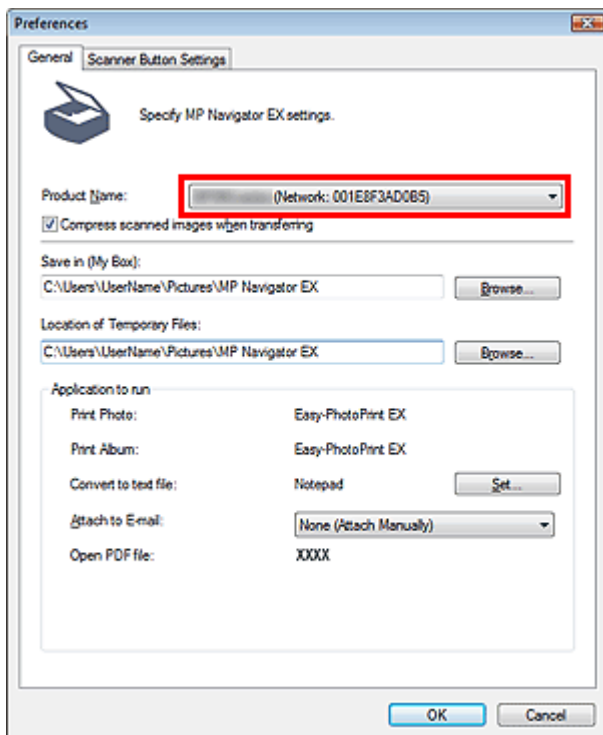 Preferences
General
Scanner Button Settings
Specify MP Navigator EX settings.
Product Name: (Network: 001E8F3AD0B5)
Compress scanned images when transferring
Save in (My Box):
C:\Users\UserName\Pictures\MP Navigator EX
Browse...
Location of Temporary Files:
C:\Users\UserName\Pictures\MP Navigator EX
Browse...
Application to run
Print Photo: Easy-PhotoPrint EX
Print Album: Easy-PhotoPrint EX
Convert to text file: Notepad Set...
Attach to E-mail: None (Attach Manually)
Open PDF file: XXXX
OK Cancel